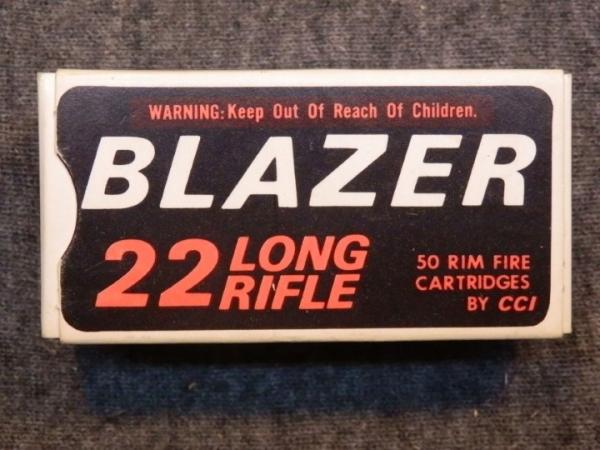 WARNING: Keep Out Of Reach Of Children.
BLAZER
22 LONG RIFLE
50 RIM FIRE
CARTRIDGES
BY CCI